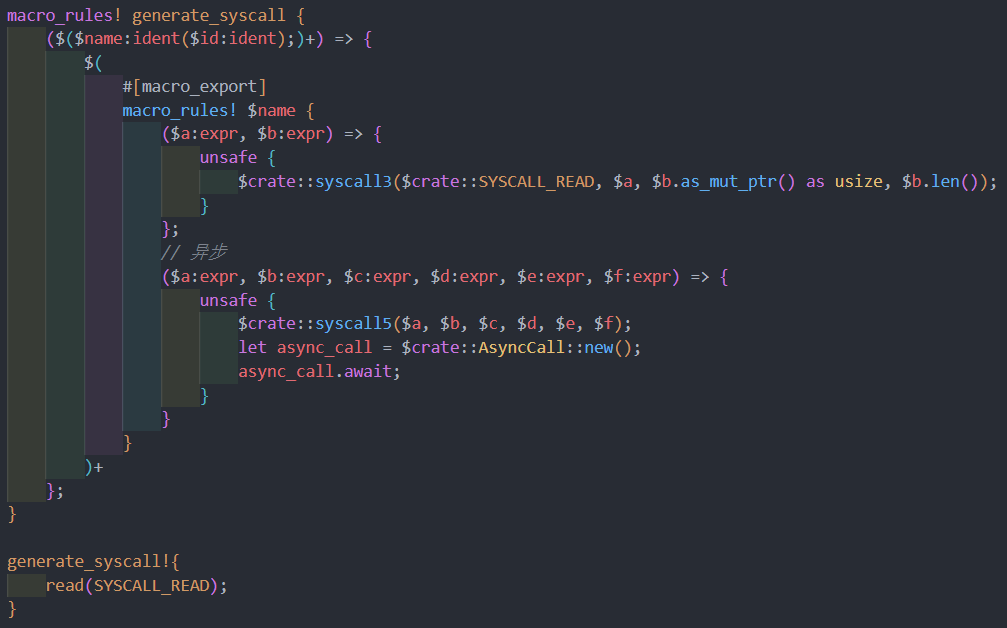 macro_rules! generate_syscall {
    ($($name:ident($id:ident);)+) => {
        $(
            #[macro_export]
            macro_rules! $name {
                ($a:expr, $b:expr) => {
                    unsafe {
                        $crate::syscall3($crate::SYSCALL_READ, $a, $b.as_mut_ptr() as usize, $b.len());
                    }
                };
                // 异步
                ($a:expr, $b:expr, $c:expr, $d:expr, $e:expr, $f:expr) => {
                    unsafe {
                        $crate::syscall5($a, $b, $c, $d, $e, $f);
                        let async_call = $crate::AsyncCall::new();
                        async_call.await;
                    }
                }
            }
        )+
    };
}
generate_syscall!{
    read(SYSCALL_READ);
}